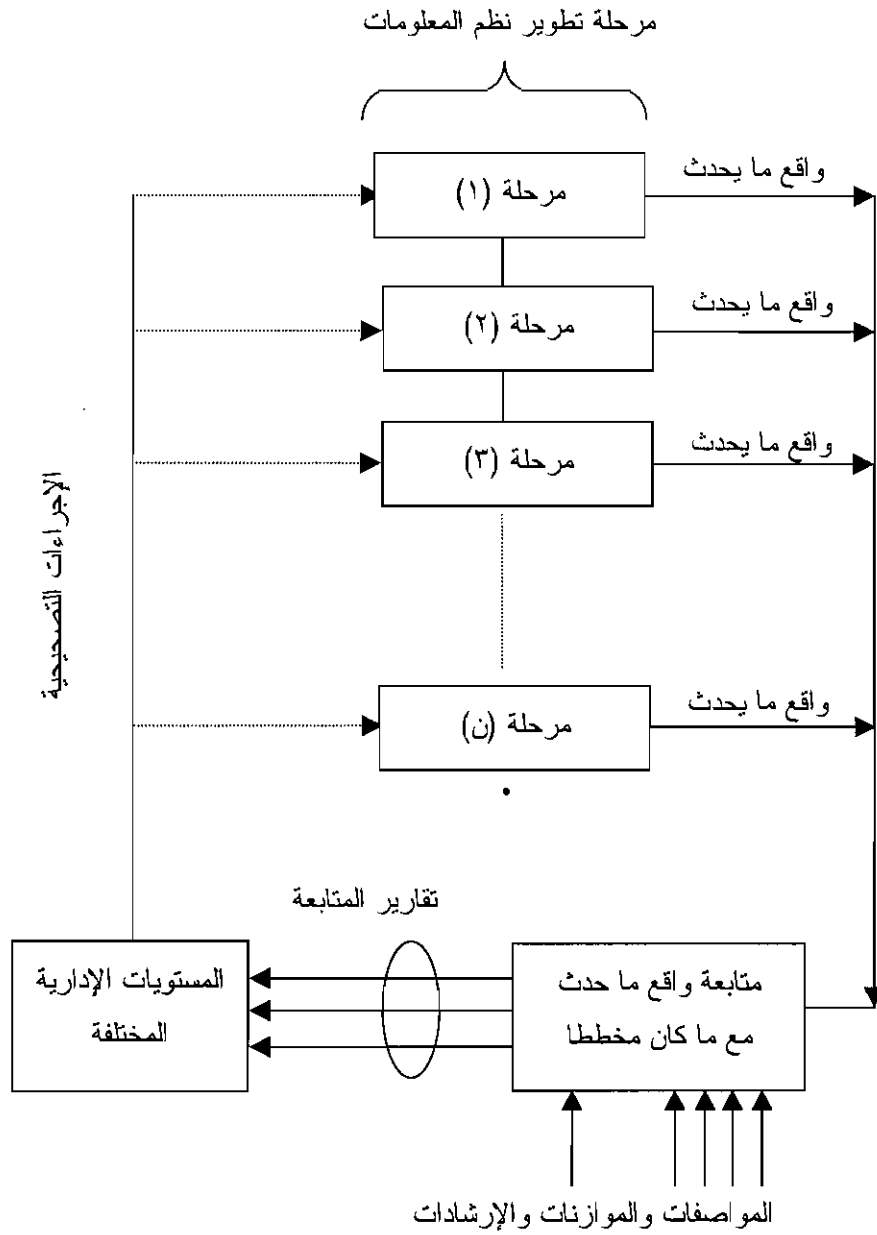 مرحلة تطوير نظم المعلومات
مرحلة (١)
واقع ما يحدث
مرحلة (٢)
واقع ما يحدث
مرحلة (٣)
واقع ما يحدث
مرحلة (ن)
واقع ما يحدث
الإجراءات التصحيحية
تقارير المتابعة
متابعة واقع ما حدث
مع ما كان مخططا
المستويات الإدارية
المختلفة
المواصفات والموازنات والإرشادات